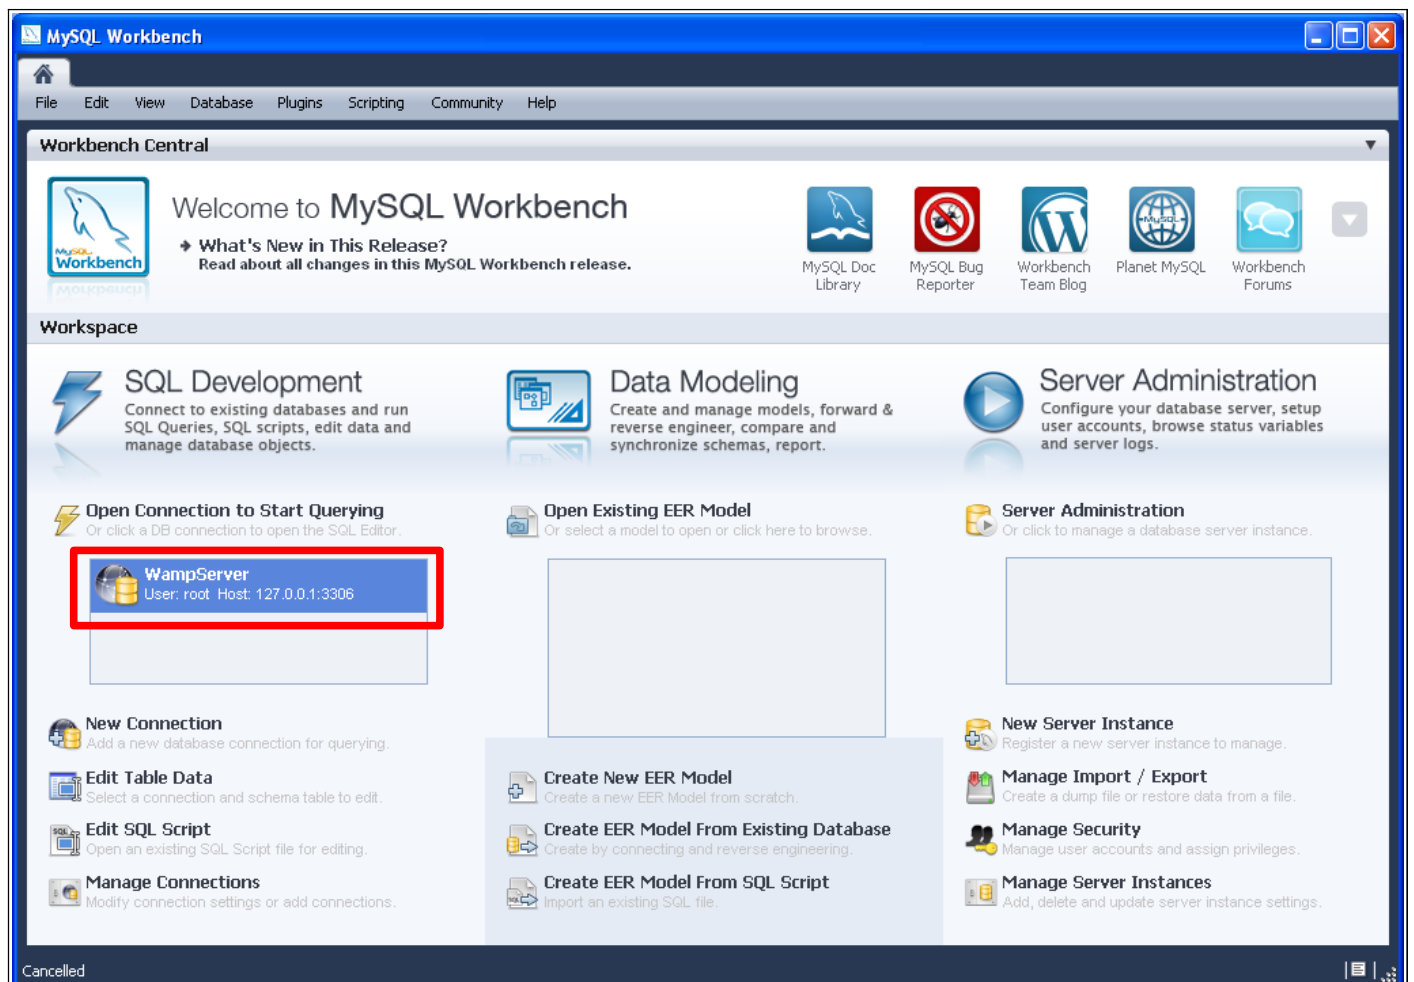 MySQL Workbench
File Edit View Database Plugins Scripting Community Help
Workbench Central
MySQL
Workbench
Welcome to MySQL Workbench
What's New in This Release?
Read about all changes in this MySQL Workbench release.
MySQL Doc
Library
MySQL Bug
Reporter
Workbench
Team Blog
MySQL
Planet MySQL
Workbench
Forums
Workspace
SQL Development
Connect to existing databases and run
SQL Queries, SQL scripts, edit data and
manage database objects.
Data Modeling
Create and manage models, forward &
reverse engineer, compare and
synchronize schemas, report.
Server Administration
Configure your database server, setup
user accounts, browse status variables
and server logs.
Open Connection to Start Querying
Or click a DB connection to open the SQL Editor.
WampServer
User: root Host: 127.0.0.1:3306
New Connection
Add a new database connection for querying.
Edit Table Data
Select a connection and schema table to edit.
SQL
Edit SQL Script
Open an existing SQL Script file for editing.
Manage Connections
Modify connection settings or add connections.
Open Existing EER Model
Or select a model to open or click here to browse.
Create New EER Model
Create a new EER Model from scratch.
Create EER Model From Existing Database
Create by connecting and reverse engineering.
SQL
Create EER Model From SQL Script
Import an existing SQL file.
Server Administration
Or click to manage a database server instance.
New Server Instance
Register a new server instance to manage.
Manage Import / Export
Create a dump file or restore data from a file.
Manage Security
Manage user accounts and assign privileges.
Manage Server Instances
Add, delete and update server instance settings.
Cancelled